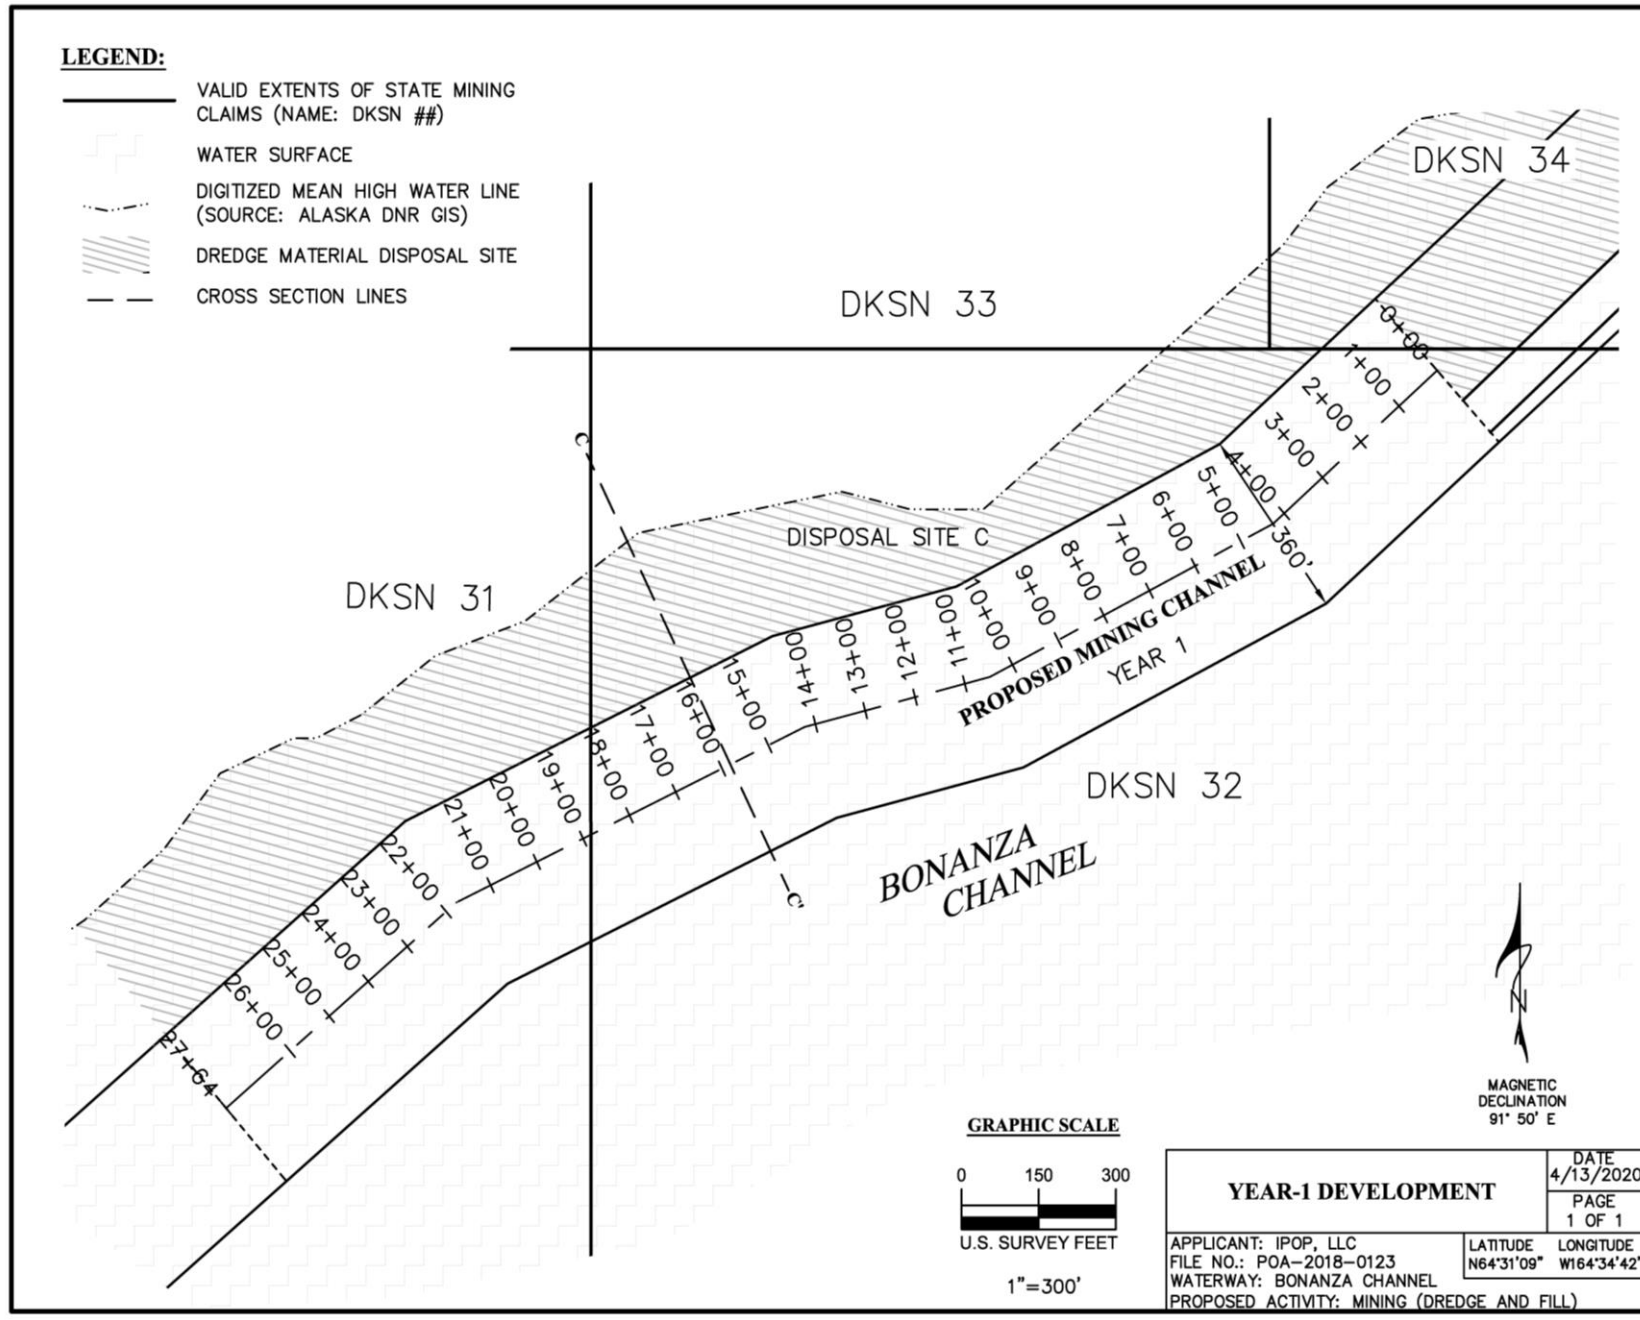 LEGEND:
VALID EXTENTS OF STATE MINING
CLAIMS (NAME: DKSN ##)
WATER SURFACE
DIGITIZED MEAN HIGH WATER LINE
(SOURCE: ALASKA DNR GIS)
DREDGE MATERIAL DISPOSAL SITE
CROSS SECTION LINES
DKSN 34
DKSN 33
0+00
1+00
2+00
3+00
4+00
5+00
6+00
7+00
8+00
9+00
10+00
11+00
12+00
13+00
14+00
15+00
16+00
17+00
18+00
19+00
20+00
21+00
22+00
23+00
24+00
25+00
26+00
27+64
C
DISPOSAL SITE C
360'
DKSN 31
PROPOSED MINING CHANNEL
YEAR 1
DKSN 32
C'
BONANZA
CHANNEL
N
MAGNETIC
DECLINATION
91° 50' E
GRAPHIC SCALE
0 150 300
U.S. SURVEY FEET
1"=300'
YEAR-1 DEVELOPMENT
DATE
4/13/2020
PAGE
1 OF 1
APPLICANT: IPOP, LLC
FILE NO.: POA-2018-0123
WATERWAY: BONANZA CHANNEL
PROPOSED ACTIVITY: MINING (DREDGE AND FILL)
LATITUDE LONGITUDE
N64°31'09" W164°34'42"